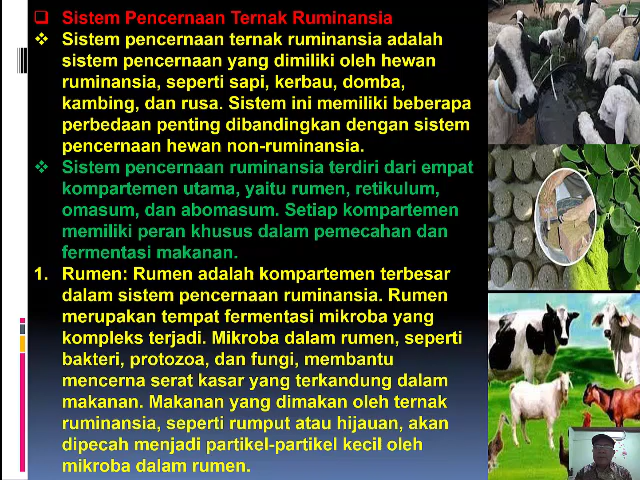 Sistem Pencernaan Ternak Ruminansia
Sistem pencernaan ternak ruminansia adalah
sistem pencernaan yang dimiliki oleh hewan
ruminansia, seperti sapi, kerbau, domba,
kambing, dan rusa. Sistem ini memiliki beberapa
perbedaan penting dibandingkan dengan sistem
pencernaan hewan non-ruminansia.
Sistem pencernaan ruminansia terdiri dari empat
kompartemen utama, yaitu rumen, retikulum,
omasum, dan abomasum. Setiap kompartemen
memiliki peran khusus dalam pemecahan dan
fermentasi makanan.
1. Rumen: Rumen adalah kompartemen terbesar
dalam sistem pencernaan ruminansia. Rumen
merupakan tempat fermentasi mikroba yang
kompleks terjadi. Mikroba dalam rumen, seperti
bakteri, protozoa, dan fungi, membantu
mencerna serat kasar yang terkandung dalam
makanan. Makanan yang dimakan oleh ternak
ruminansia, seperti rumput atau hijauan, akan
dipecah menjadi partikel-partikel kecil oleh
mikroba dalam rumen.